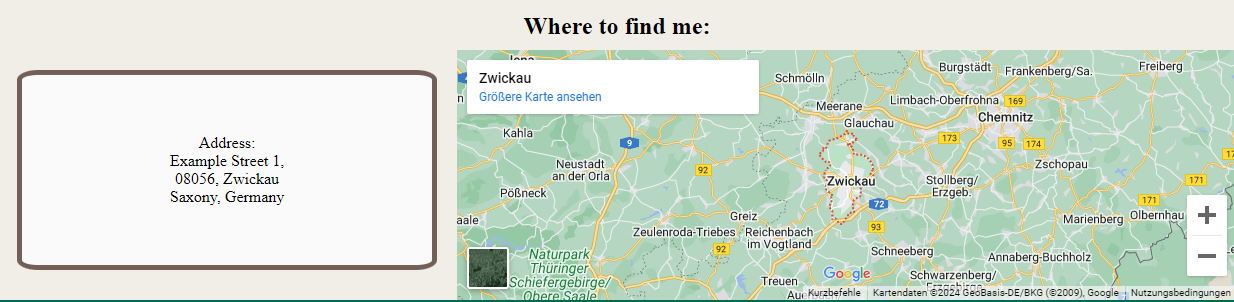 Where to find me:
Address:
Example Street 1,
08056, Zwickau
Saxony, Germany
Zwickau
Größere Karte ansehen
Jena
Schmölln
Burgstädt
Frankenberg/Sa.
Freiberg
Meerane
Limbach-Oberfrohna
169
Glauchau
Chemnitz
Kahla
9
173
95
174
Neustadt
an der Orla
92
Zwickau
Stollberg/
Erzgeb.
Zschopau
171
Pößneck
72
171
Greiz
93
Marienberg
Olbernhau
Zeulenroda-Triebes
Reichenbach
im Vogtland
92
Schneeberg
Annaberg-Buchholz
Naturpark
Thüringer
Schiefergebirge/
Obere Saale
Treuen
Schwarzenberg/
Erzgebirge
Google
Kurzbefehle
Kartendaten ©2024 GeoBasis-DE/BKG (©2009), Google
Nutzungsbedingungen